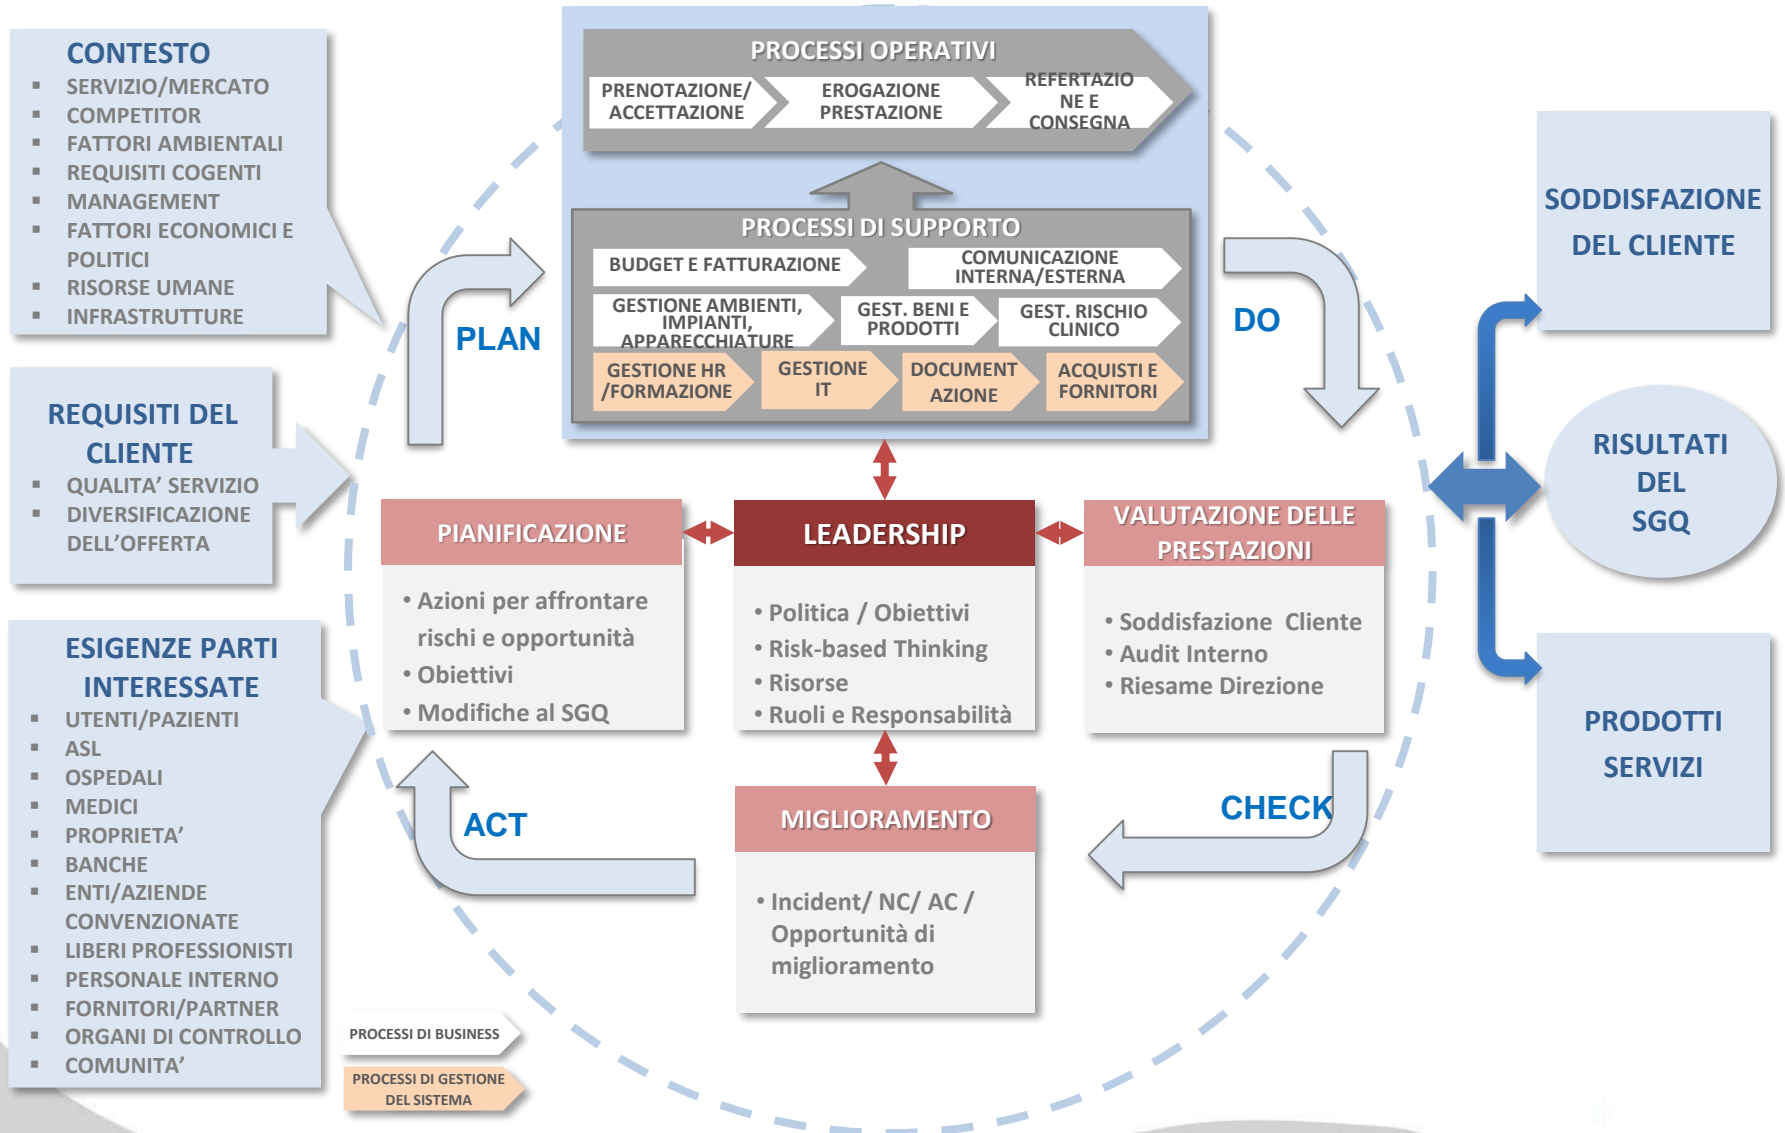 CONTESTO
▪ SERVIZIO/MERCATO
▪ COMPETITOR
▪ FATTORI AMBIENTALI
▪ REQUISITI COGENTI
▪ MANAGEMENT
▪ FATTORI ECONOMICI E
POLITICI
▪ RISORSE UMANE
▪ INFRASTRUTTURE
REQUISITI DEL
CLIENTE
▪ QUALITA’ SERVIZIO
▪ DIVERSIFICAZIONE
DELL’OFFERTA
ESIGENZE PARTI
INTERESSATE
▪ UTENTI/PAZIENTI
▪ ASL
▪ OSPEDALI
▪ MEDICI
▪ PROPRIETA’
▪ BANCHE
▪ ENTI/AZIENDE
CONVENZIONATE
▪ LIBERI PROFESSIONISTI
▪ PERSONALE INTERNO
▪ FORNITORI/PARTNER
▪ ORGANI DI CONTROLLO
▪ COMUNITA’
PROCESSI OPERATIVI
PRENOTAZIONE/
ACCETTAZIONE
EROGAZIONE
PRESTAZIONE
REFERTAZIO
NE E
CONSEGNA
PROCESSI DI SUPPORTO
BUDGET E FATTURAZIONE
COMUNICAZIONE
INTERNA/ESTERNA
GESTIONE AMBIENTI,
IMPIANTI,
APPARECCHIATURE
GEST. BENI E
PRODOTTI
GEST. RISCHIO
CLINICO
GESTIONE HR
/FORMAZIONE
GESTIONE
IT
DOCUMENT
AZIONE
ACQUISTI E
FORNITORI
PLAN
DO
PIANIFICAZIONE
• Azioni per affrontare
rischi e opportunità
• Obiettivi
• Modifiche al SGQ
LEADERSHIP
• Politica / Obiettivi
• Risk-based Thinking
• Risorse
• Ruoli e Responsabilità
VALUTAZIONE DELLE
PRESTAZIONI
• Soddisfazione Cliente
• Audit Interno
• Riesame Direzione
ACT
CHECK
MIGLIORAMENTO
• Incident/ NC/ AC /
Opportunità di
miglioramento
PROCESSI DI BUSINESS
PROCESSI DI GESTIONE
DEL SISTEMA
SODDISFAZIONE
DEL CLIENTE
RISULTATI
DEL
SGQ
PRODOTTI
SERVIZI